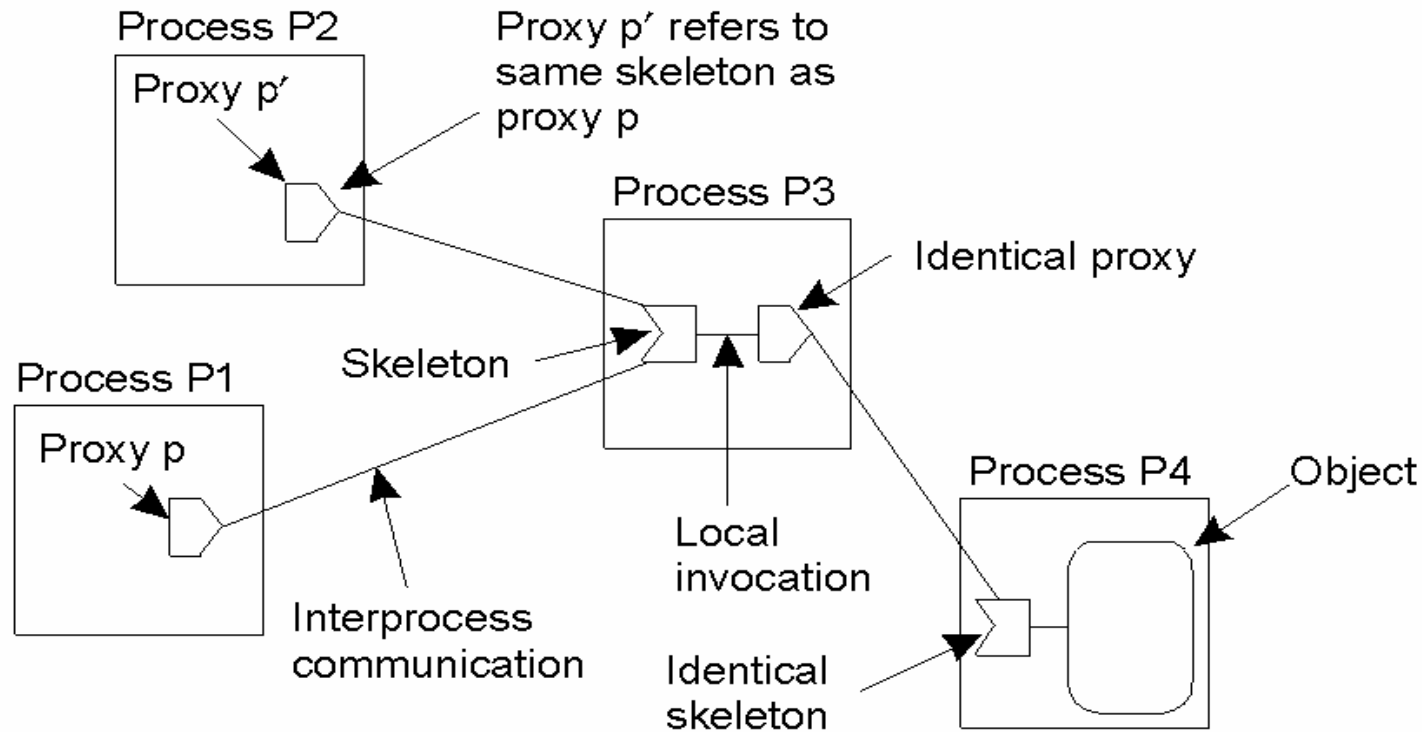 Process P2
Proxy p′
Proxy p′ refers to
same skeleton as
proxy p
Process P3
Identical proxy
Skeleton
Process P1
Proxy p
Interprocess
communication
Local
invocation
Process P4
Object
Identical
skeleton